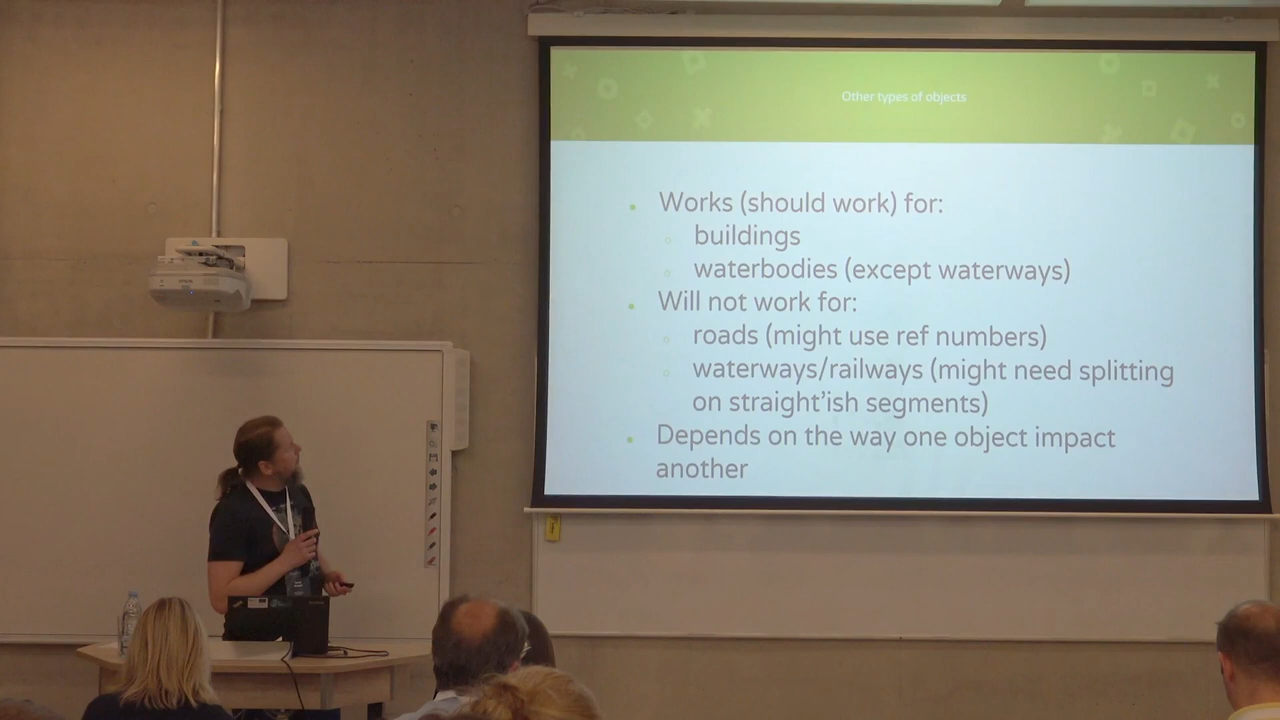 Other types of objects
Works (should work) for:
buildings
waterbodies (except waterways)
Will not work for:
roads (might use ref numbers)
waterways/railways (might need splitting
on straight'ish segments)
Depends on the way one object impact
another